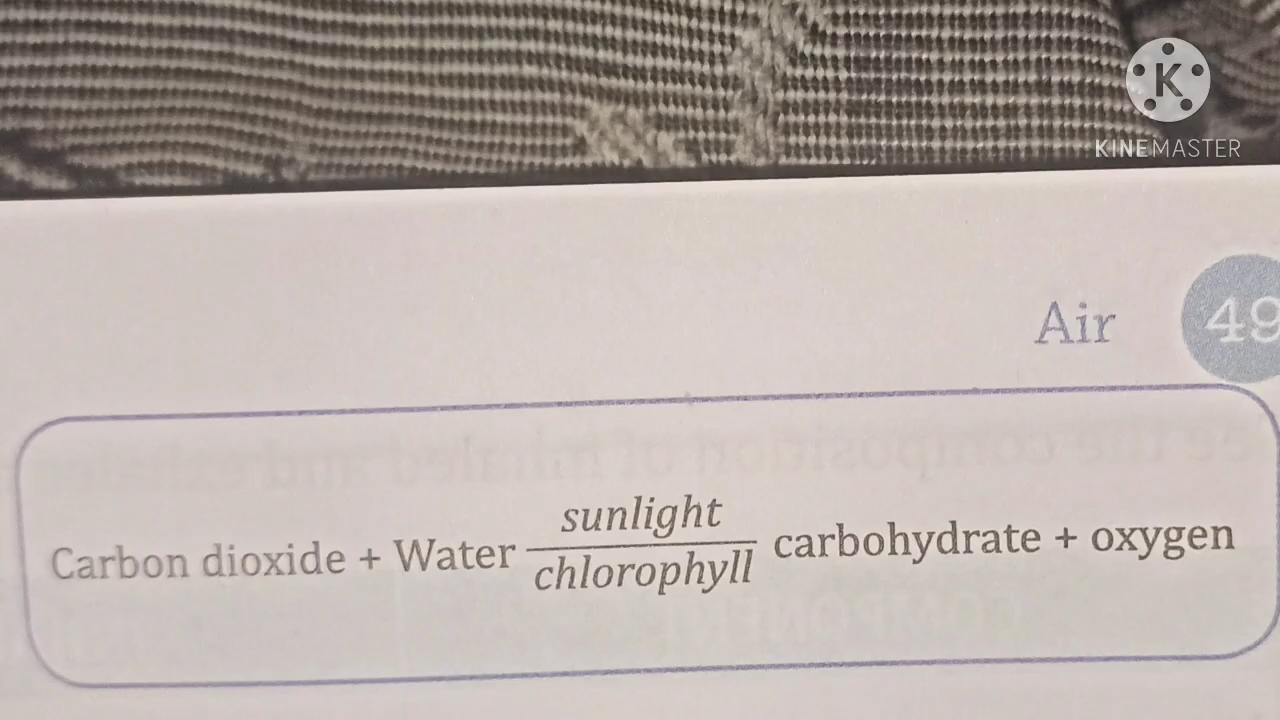 K
KINEMASTER
Air 49
sunlight
Carbon dioxide + Water carbohydrate + oxygen
chlorophyll